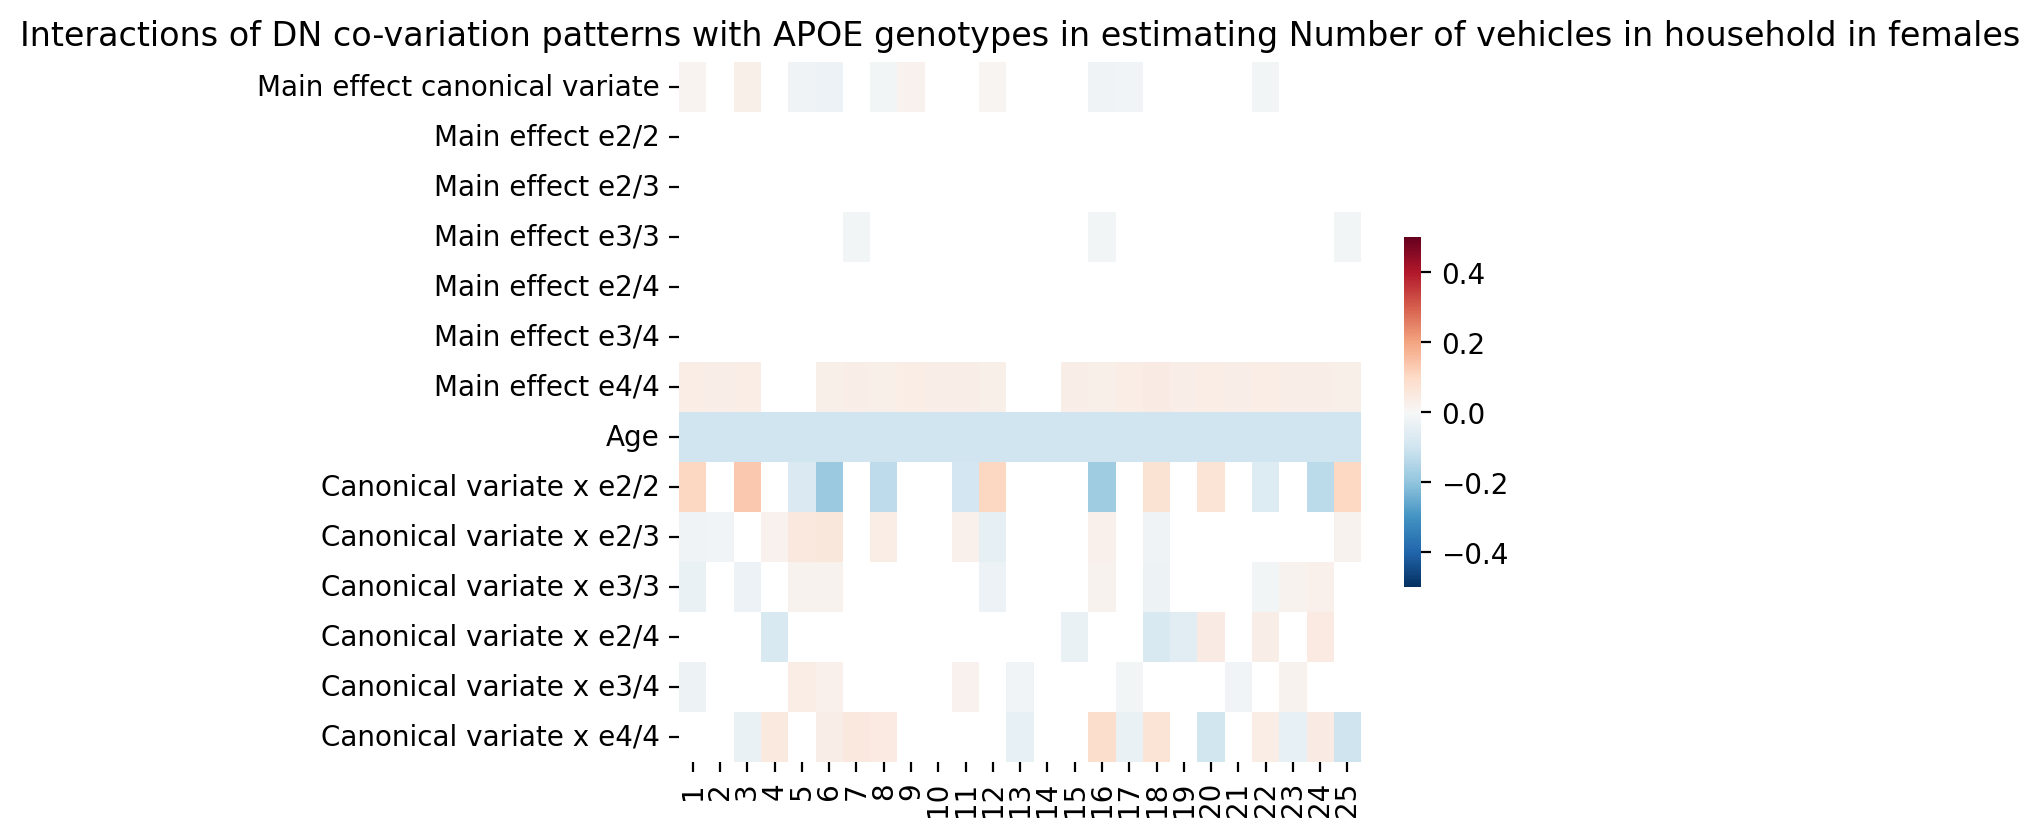 Interactions of DN co-variation patterns with APOE genotypes in estimating Number of vehicles in household in females
Main effect canonical variate
Main effect e2/2
Main effect e2/3
Main effect e3/3
Main effect e2/4
Main effect e3/4
Main effect e4/4
Age
Canonical variate x e2/2
Canonical variate x e2/3
Canonical variate x e3/3
Canonical variate x e2/4
Canonical variate x e3/4
Canonical variate x e4/4
1 2 3 4 5 6 7 8 9 10 11 12 13 14 15 16 17 18 19 20 21 22 23 24 25
0.4
0.2
0.0
−0.2
−0.4